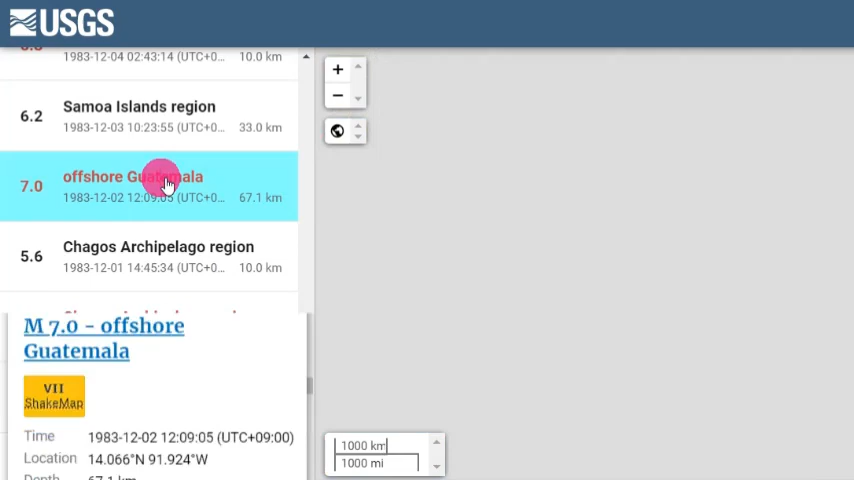 USGS
1983-12-04 02:43:14 (UTC+0... 10.0 km
6.2 Samoa Islands region
1983-12-03 10:23:55 (UTC+0... 33.0 km
7.0 offshore Guatemala
1983-12-02 12:09:05 (UTC+0... 67.1 km
5.6 Chagos Archipelago region
1983-12-01 14:45:34 (UTC+0... 10.0 km
M 7.0 - offshore
Guatemala
VII
ShakeMap
Time 1983-12-02 12:09:05 (UTC+09:00)
Location 14.066°N 91.924°W
Depth 67.1 km
+
−
1000 km
1000 mi